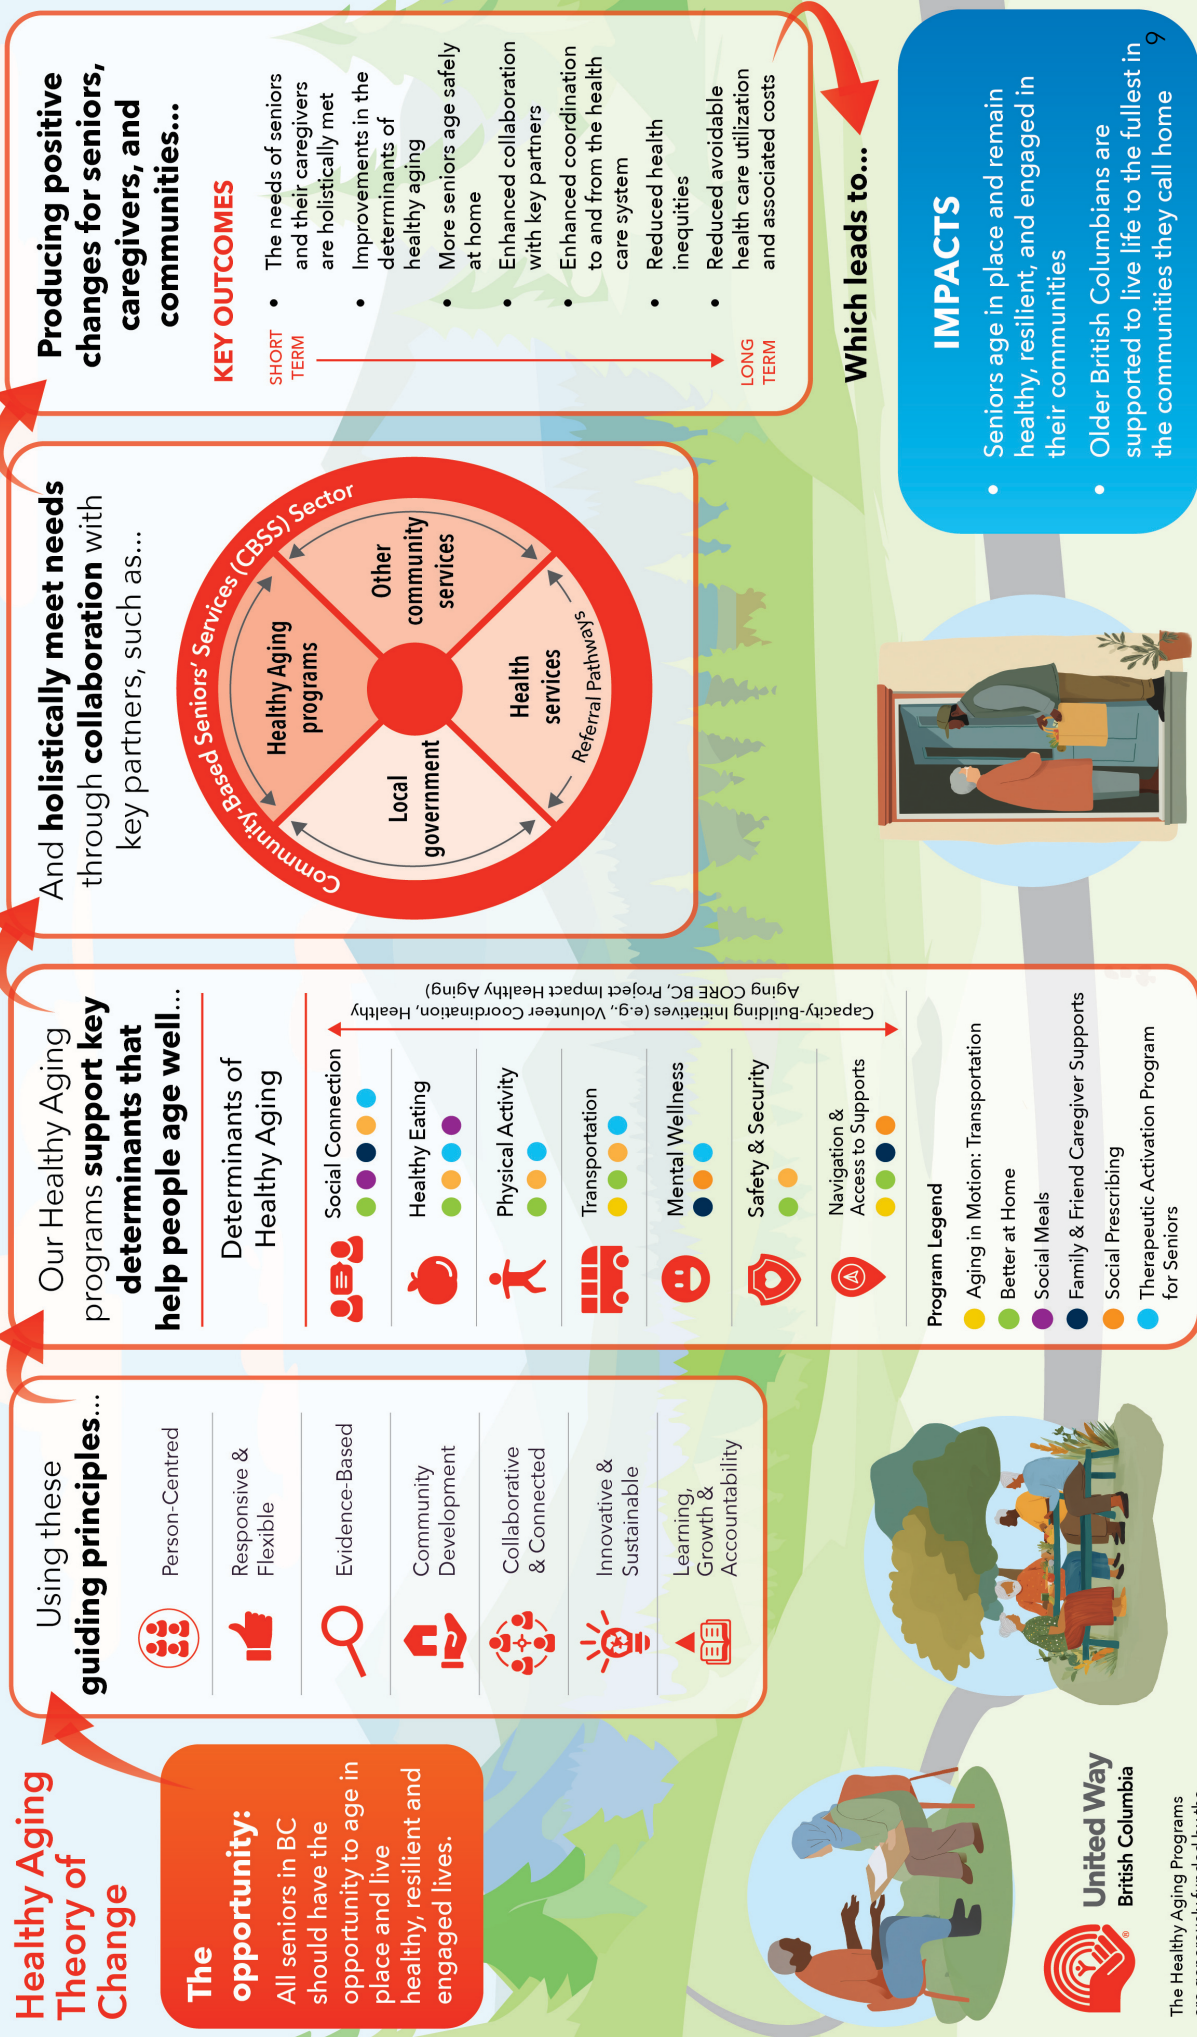 Healthy Aging
Theory of
Change
The
opportunity:
All seniors in BC
should have the
opportunity to age in
place and live
healthy, resilient and
engaged lives.
Using these
guiding principles...
Person-Centred
Responsive &
Flexible
Evidence-Based
Community
Development
Collaborative
& Connected
Innovative &
Sustainable
Learning,
Growth &
Accountability
Our Healthy Aging
programs support key
determinants that
help people age well...
Determinants of
Healthy Aging
Social Connection
Healthy Eating
Physical Activity
Transportation
Mental Wellness
Safety & Security
Navigation &
Access to Supports
Capacity-Building Initiatives (e.g., Volunteer Coordination, Healthy
Aging CORE BC, Project Impact Healthy Aging)
Program Legend
Aging in Motion: Transportation
Better at Home
Social Meals
Family & Friend Caregiver Supports
Social Prescribing
Therapeutic Activation Program
for Seniors
And holistically meet needs
through collaboration with
key partners, such as...
Community-Based Seniors' Services (CBSS) Sector
Healthy Aging
programs
Other
community
services
Local
government
Health
services
Referral Pathways
Producing positive
changes for seniors,
caregivers, and
communities...
KEY OUTCOMES
SHORT
TERM
• The needs of seniors
and their caregivers
are holistically met
• Improvements in the
determinants of
healthy aging
• More seniors age safely
at home
• Enhanced collaboration
with key partners
• Enhanced coordination
to and from the health
care system
• Reduced health
inequities
• Reduced avoidable
health care utilization
and associated costs
LONG
TERM
Which leads to...
IMPACTS
• Seniors age in place and remain
healthy, resilient, and engaged in
their communities
• Older British Columbians are
supported to live life to the fullest in
the communities they call home
United Way
British Columbia
®
The Healthy Aging Programs
9